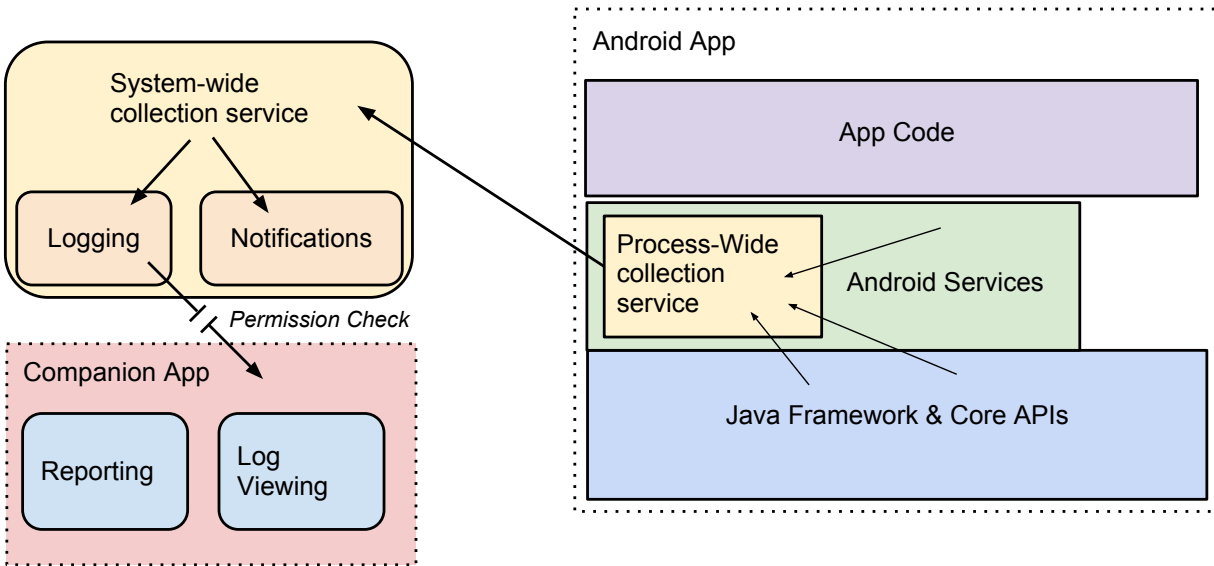 System-wide
collection service
Logging
Notifications
Permission Check
Companion App
Reporting
Log
Viewing
Android App
App Code
Process-Wide
collection
service
Android Services
Java Framework & Core APIs